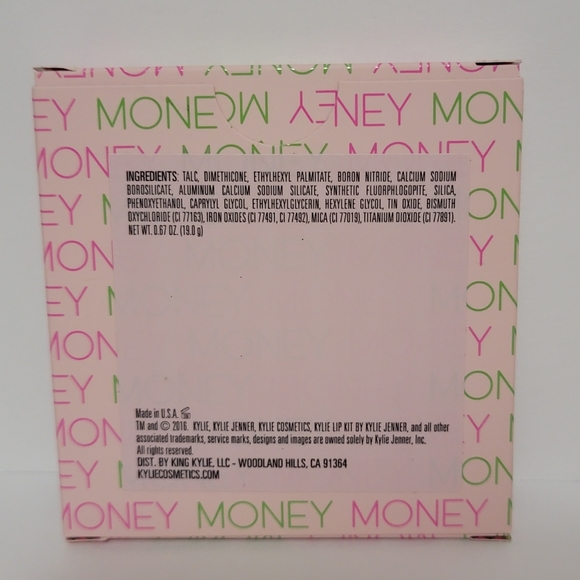 MONEY MONEY
EY MONEY MONEY MON
INGREDIENTS: TALC, DIMETHICONE, ETHYLHEXYL PALMITATE, BORON NITRIDE, CALCIUM SODIUM
BOROSILICATE, ALUMINUM CALCIUM SODIUM SILICATE, SYNTHETIC FLUORPHLOGOPITE, SILICA,
PHENOXYETHANOL, CAPRYLYL GLYCOL, ETHYLHEXYLGLYCERIN, HEXYLENE GLYCOL, TIN OXIDE, BISMUTH
OXYCHLORIDE (CI 77163), IRON OXIDES (CI 77491, CI 77492), MICA (CI 77019), TITANIUM DIOXIDE (CI 77891).
NET WT. 0.67 OZ. (19.0 g)
Made in U.S.A.
TM and © 2016. KYLIE, KYLIE JENNER, KYLIE COSMETICS, KYLIE LIP KIT BY KYLIE JENNER, and all other
associated trademarks, service marks, designs and images are owned solely by Kylie Jenner, Inc.
All rights reserved.
DIST. BY KING KYLIE, LLC - WOODLAND HILLS, CA 91364
KYLIECOSMETICS.COM
MONEY MONEY MONEY